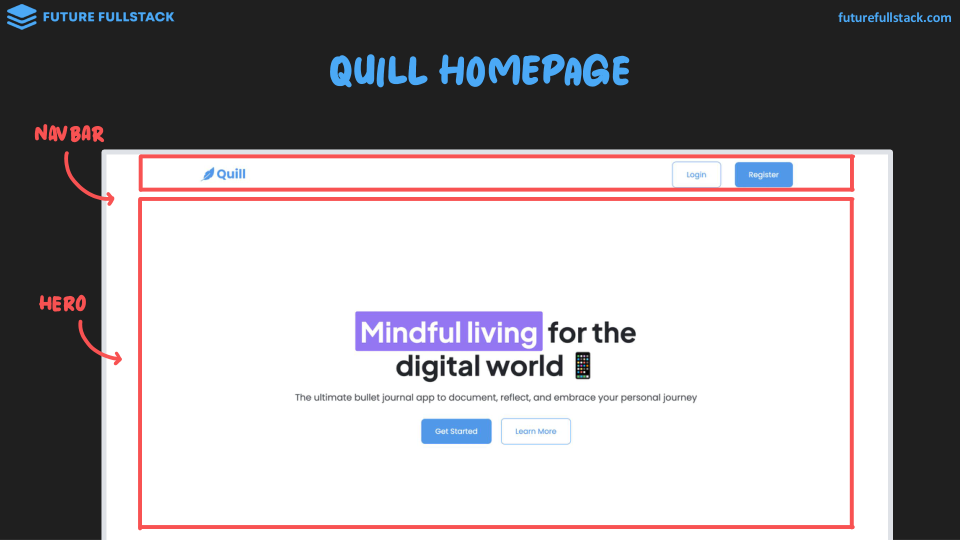 FUTURE FULLSTACK
futurefullstack.com
QUILL HOMEPAGE
NAVBAR
Quill
Login
Register
HERO
Mindful living for the
digital world 📱
The ultimate bullet journal app to document, reflect, and embrace your personal journey
Get Started
Learn More